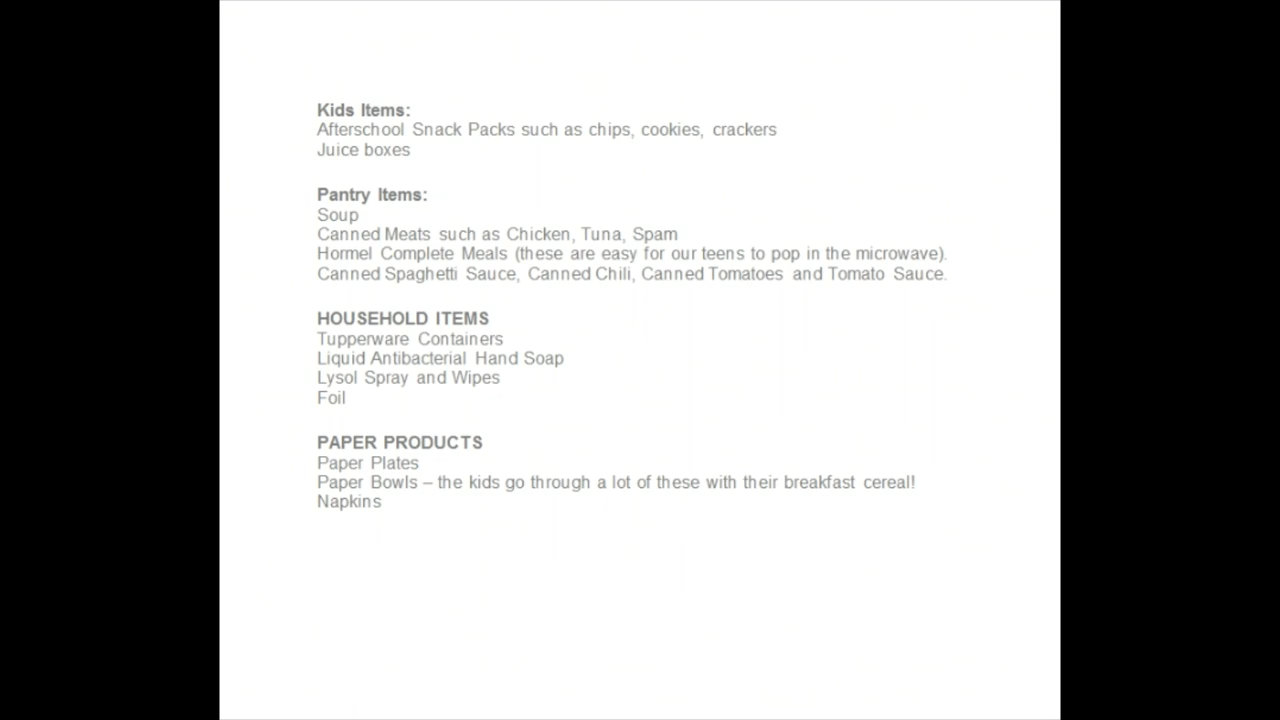 Kids Items:
Afterschool Snack Packs such as chips, cookies, crackers
Juice boxes
Pantry Items:
Soup
Canned Meats such as Chicken, Tuna, Spam
Hormel Complete Meals (these are easy for our teens to pop in the microwave).
Canned Spaghetti Sauce, Canned Chili, Canned Tomatoes and Tomato Sauce.
HOUSEHOLD ITEMS
Tupperware Containers
Liquid Antibacterial Hand Soap
Lysol Spray and Wipes
Foil
PAPER PRODUCTS
Paper Plates
Paper Bowls – the kids go through a lot of these with their breakfast cereal!
Napkins